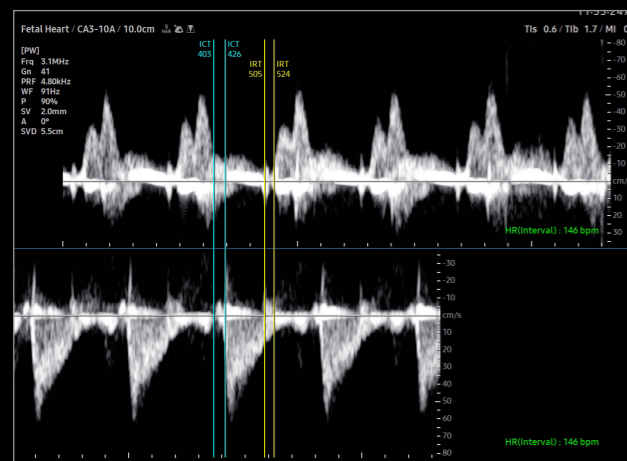 Fetal Heart / CA3-10A / 10.0cm
TIs 0.6 / TIb 1.7 / MI
[PW]
Frq 3.1MHz
Gn 41
PRF 4.80kHz
WF 91Hz
P 90%
SV 2.0mm
A 0°
SVD 5.5cm
ICT ICT
403 426
IRT IRT
505 524
-80
-70
-60
-50
-40
-30
-20
-10
cm/s
10
20
30
HR(Interval) : 146 bpm
-30
-20
-10
cm/s
10
20
30
40
50
60
70
80
HR(Interval) : 146 bpm